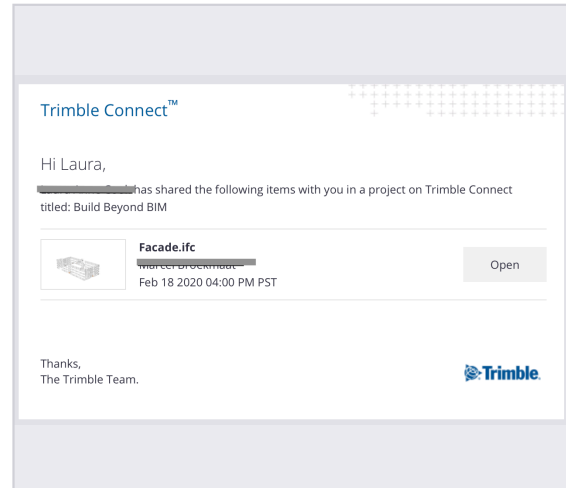 Trimble Connect™
Hi Laura,
has shared the following items with you in a project on Trimble Connect
titled: Build Beyond BIM
Facade.ifc
Feb 18 2020 04:00 PM PST
Open
Thanks,
The Trimble Team.
Trimble.